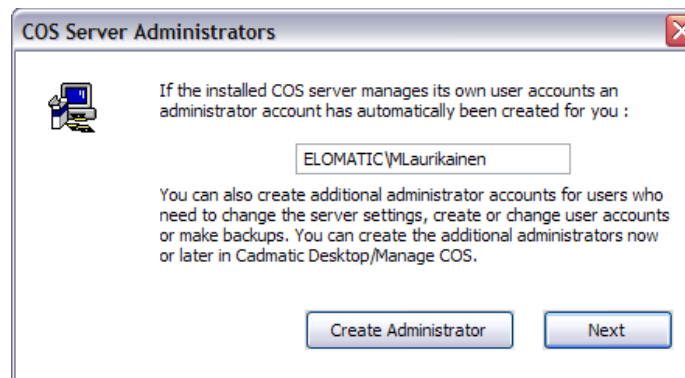 COS Server Administrators
If the installed COS server manages its own user accounts an
administrator account has automatically been created for you :
ELOMATIC\MLaurikainen
You can also create additional administrator accounts for users who
need to change the server settings, create or change user accounts
or make backups. You can create the additional administrators now
or later in Cadmatic Desktop/Manage COS.
Create Administrator
Next